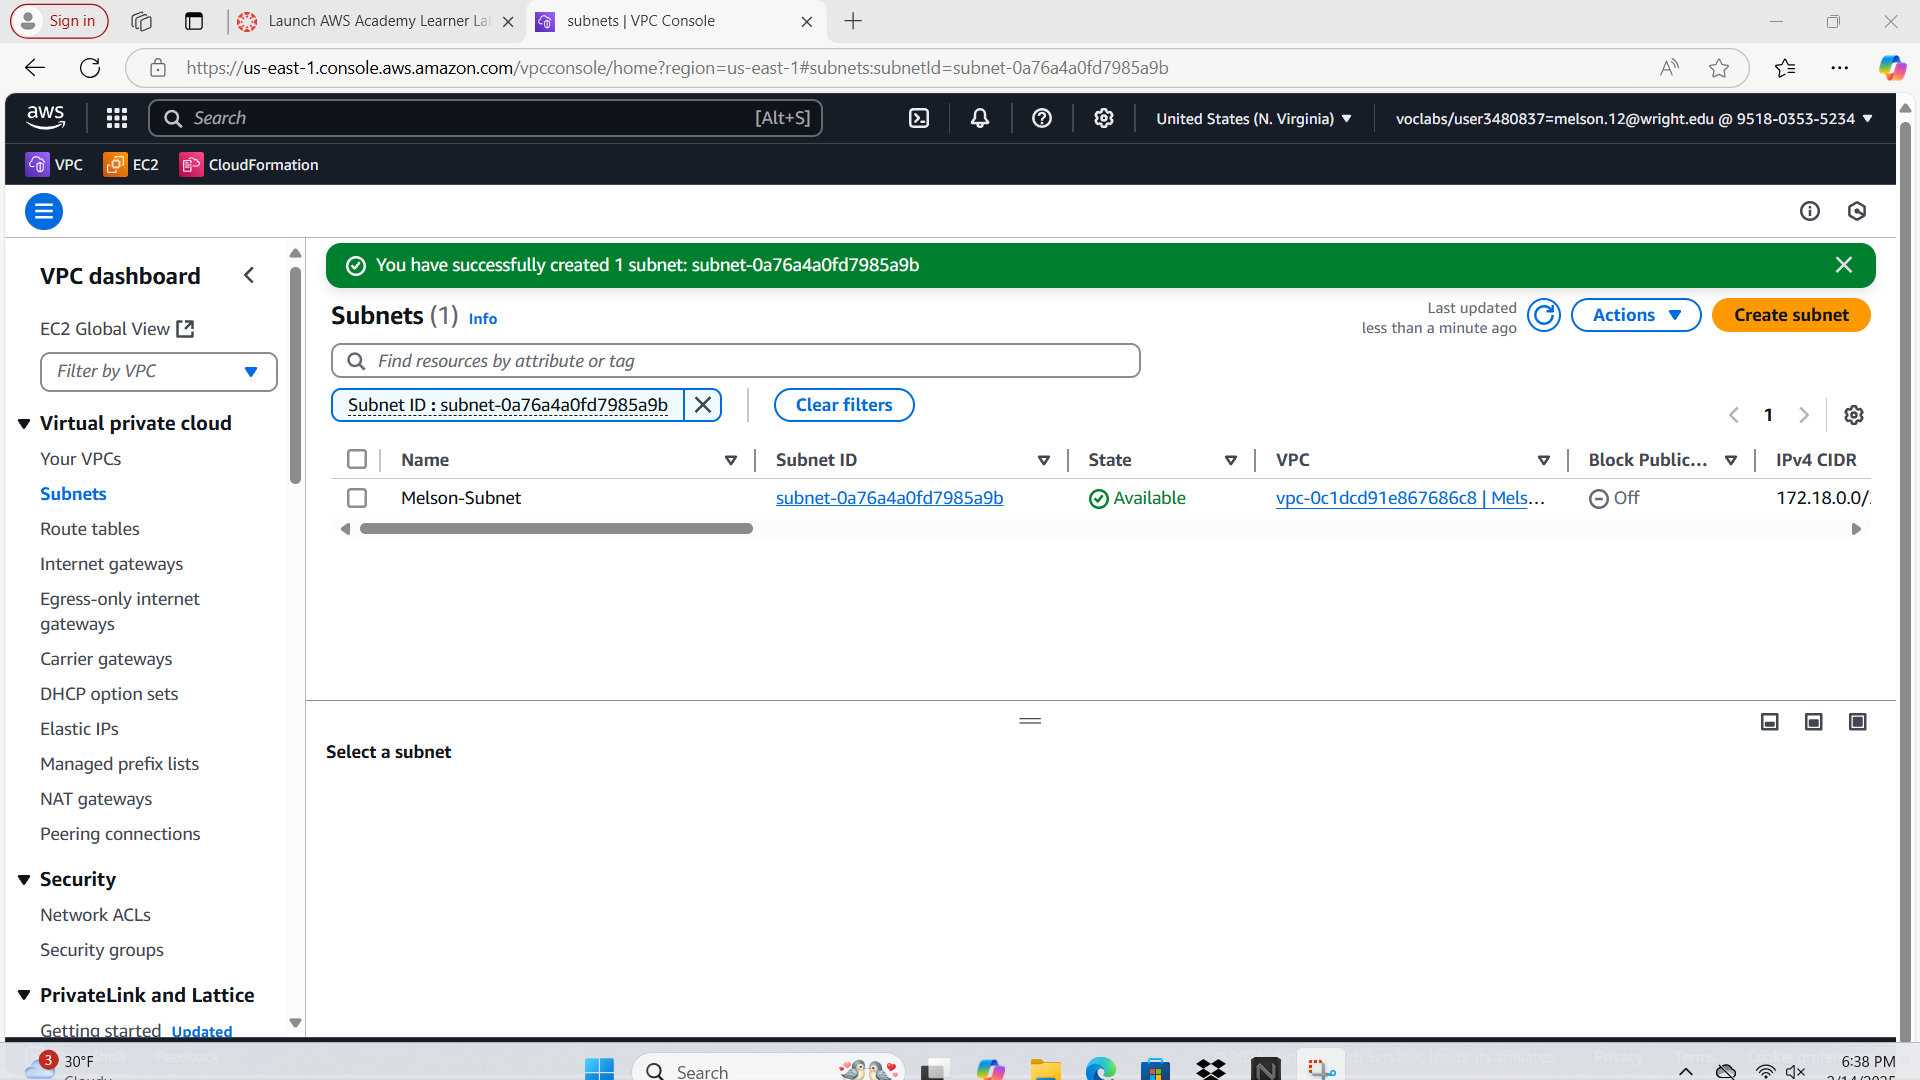 Sign in
Launch AWS Academy Learner La
subnets | VPC Console
https://us-east-1.console.aws.amazon.com/vpcconsole/home?region=us-east-1#subnets:subnetId=subnet-0a76a4a0fd7985a9b
aws
Search
[Alt+S]
United States (N. Virginia)
voclabs/user3480837=melson.12@wright.edu @ 9518-0353-5234
VPC
EC2
CloudFormation
VPC dashboard
EC2 Global View
Filter by VPC
Virtual private cloud
Your VPCs
Subnets
Route tables
Internet gateways
Egress-only internet
gateways
Carrier gateways
DHCP option sets
Elastic IPs
Managed prefix lists
NAT gateways
Peering connections
Security
Network ACLs
Security groups
PrivateLink and Lattice
Getting started Updated
You have successfully created 1 subnet: subnet-0a76a4a0fd7985a9b
Subnets (1) Info
Last updated
less than a minute ago
Actions
Create subnet
Find resources by attribute or tag
Subnet ID : subnet-0a76a4a0fd7985a9b
Clear filters
1
Name
Subnet ID
State
VPC
Block Public...
IPv4 CIDR
Melson-Subnet
subnet-0a76a4a0fd7985a9b
Available
vpc-0c1dcd91e867686c8 | Mels...
Off
172.18.0.0/
Select a subnet
3
30°F
Search
6:38 PM